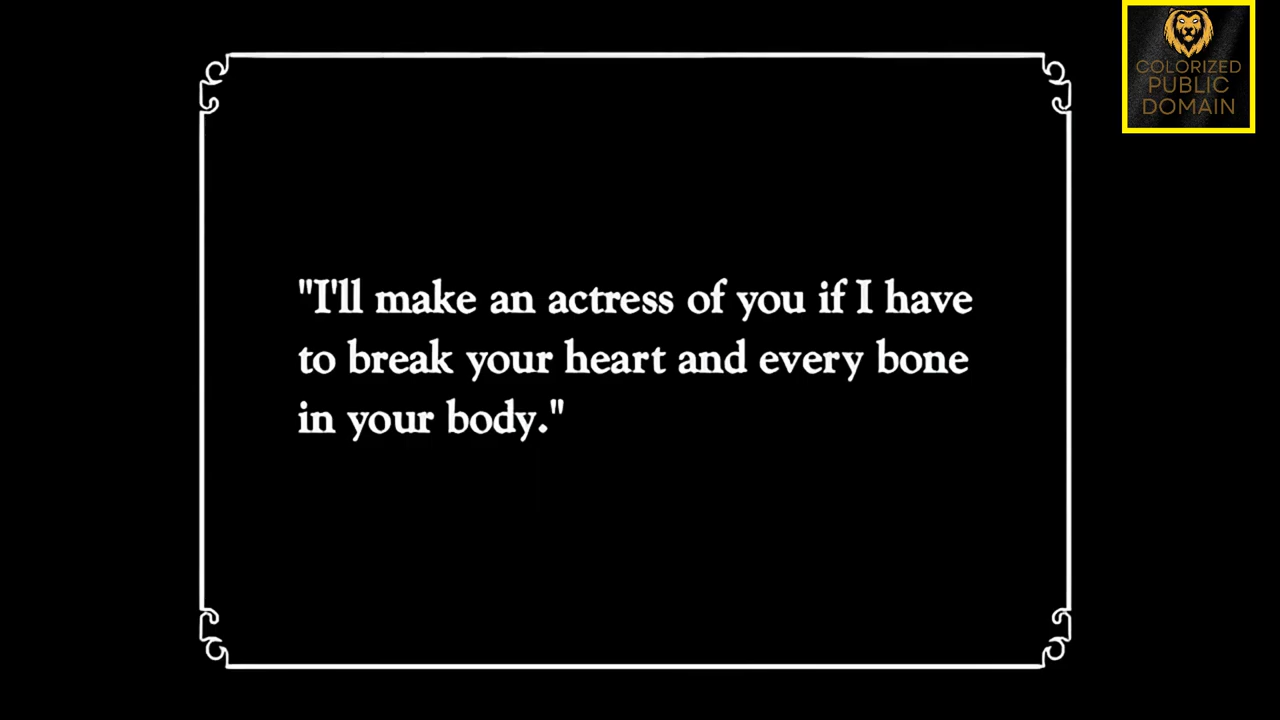 COLORIZED
PUBLIC
DOMAIN
"I'll make an actress of you if I have
to break your heart and every bone
in your body."